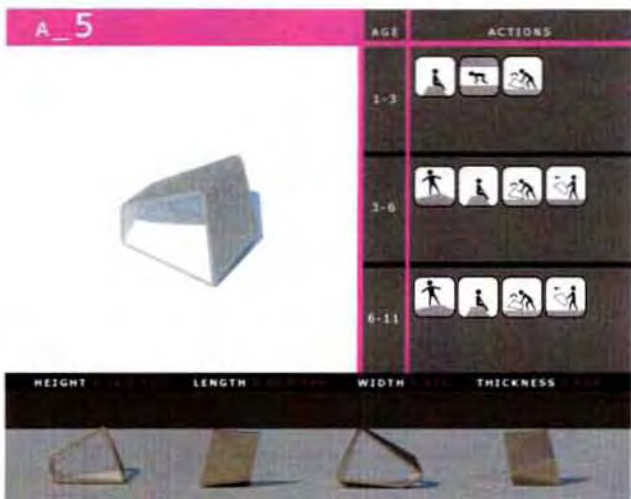 A_5
AGE
ACTIONS
1-3
3-6
6-11
HEIGHT
LENGTH
WIDTH
THICKNESS